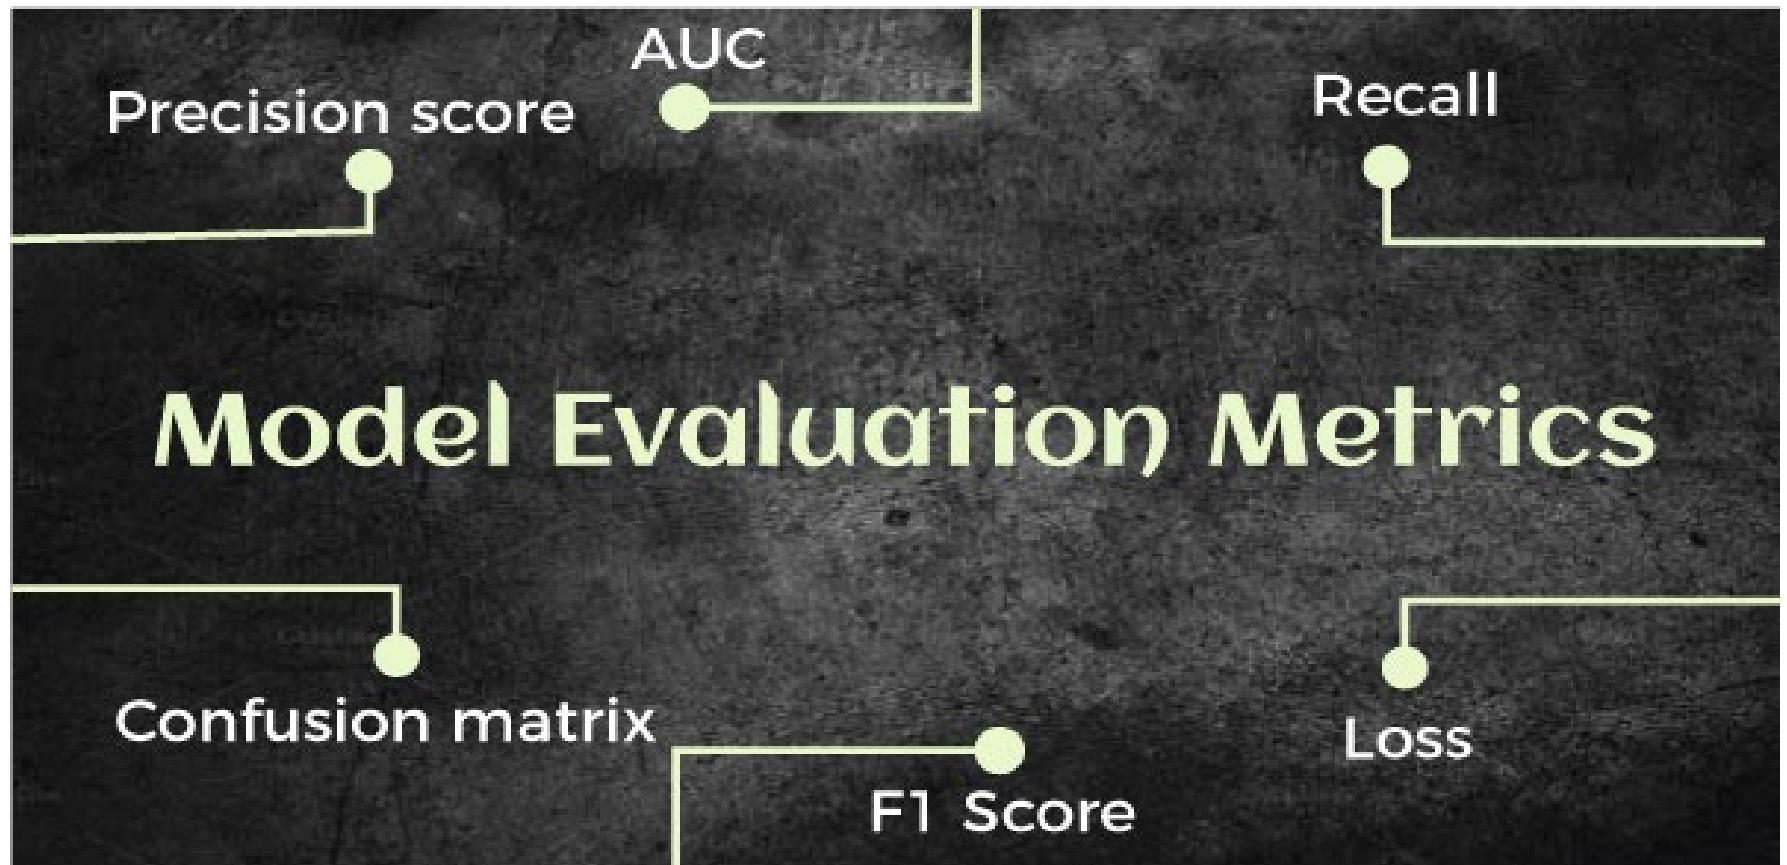 AUC
Precision score
Recall
Model Evaluation Metrics
Confusion matrix
Loss
F1 Score